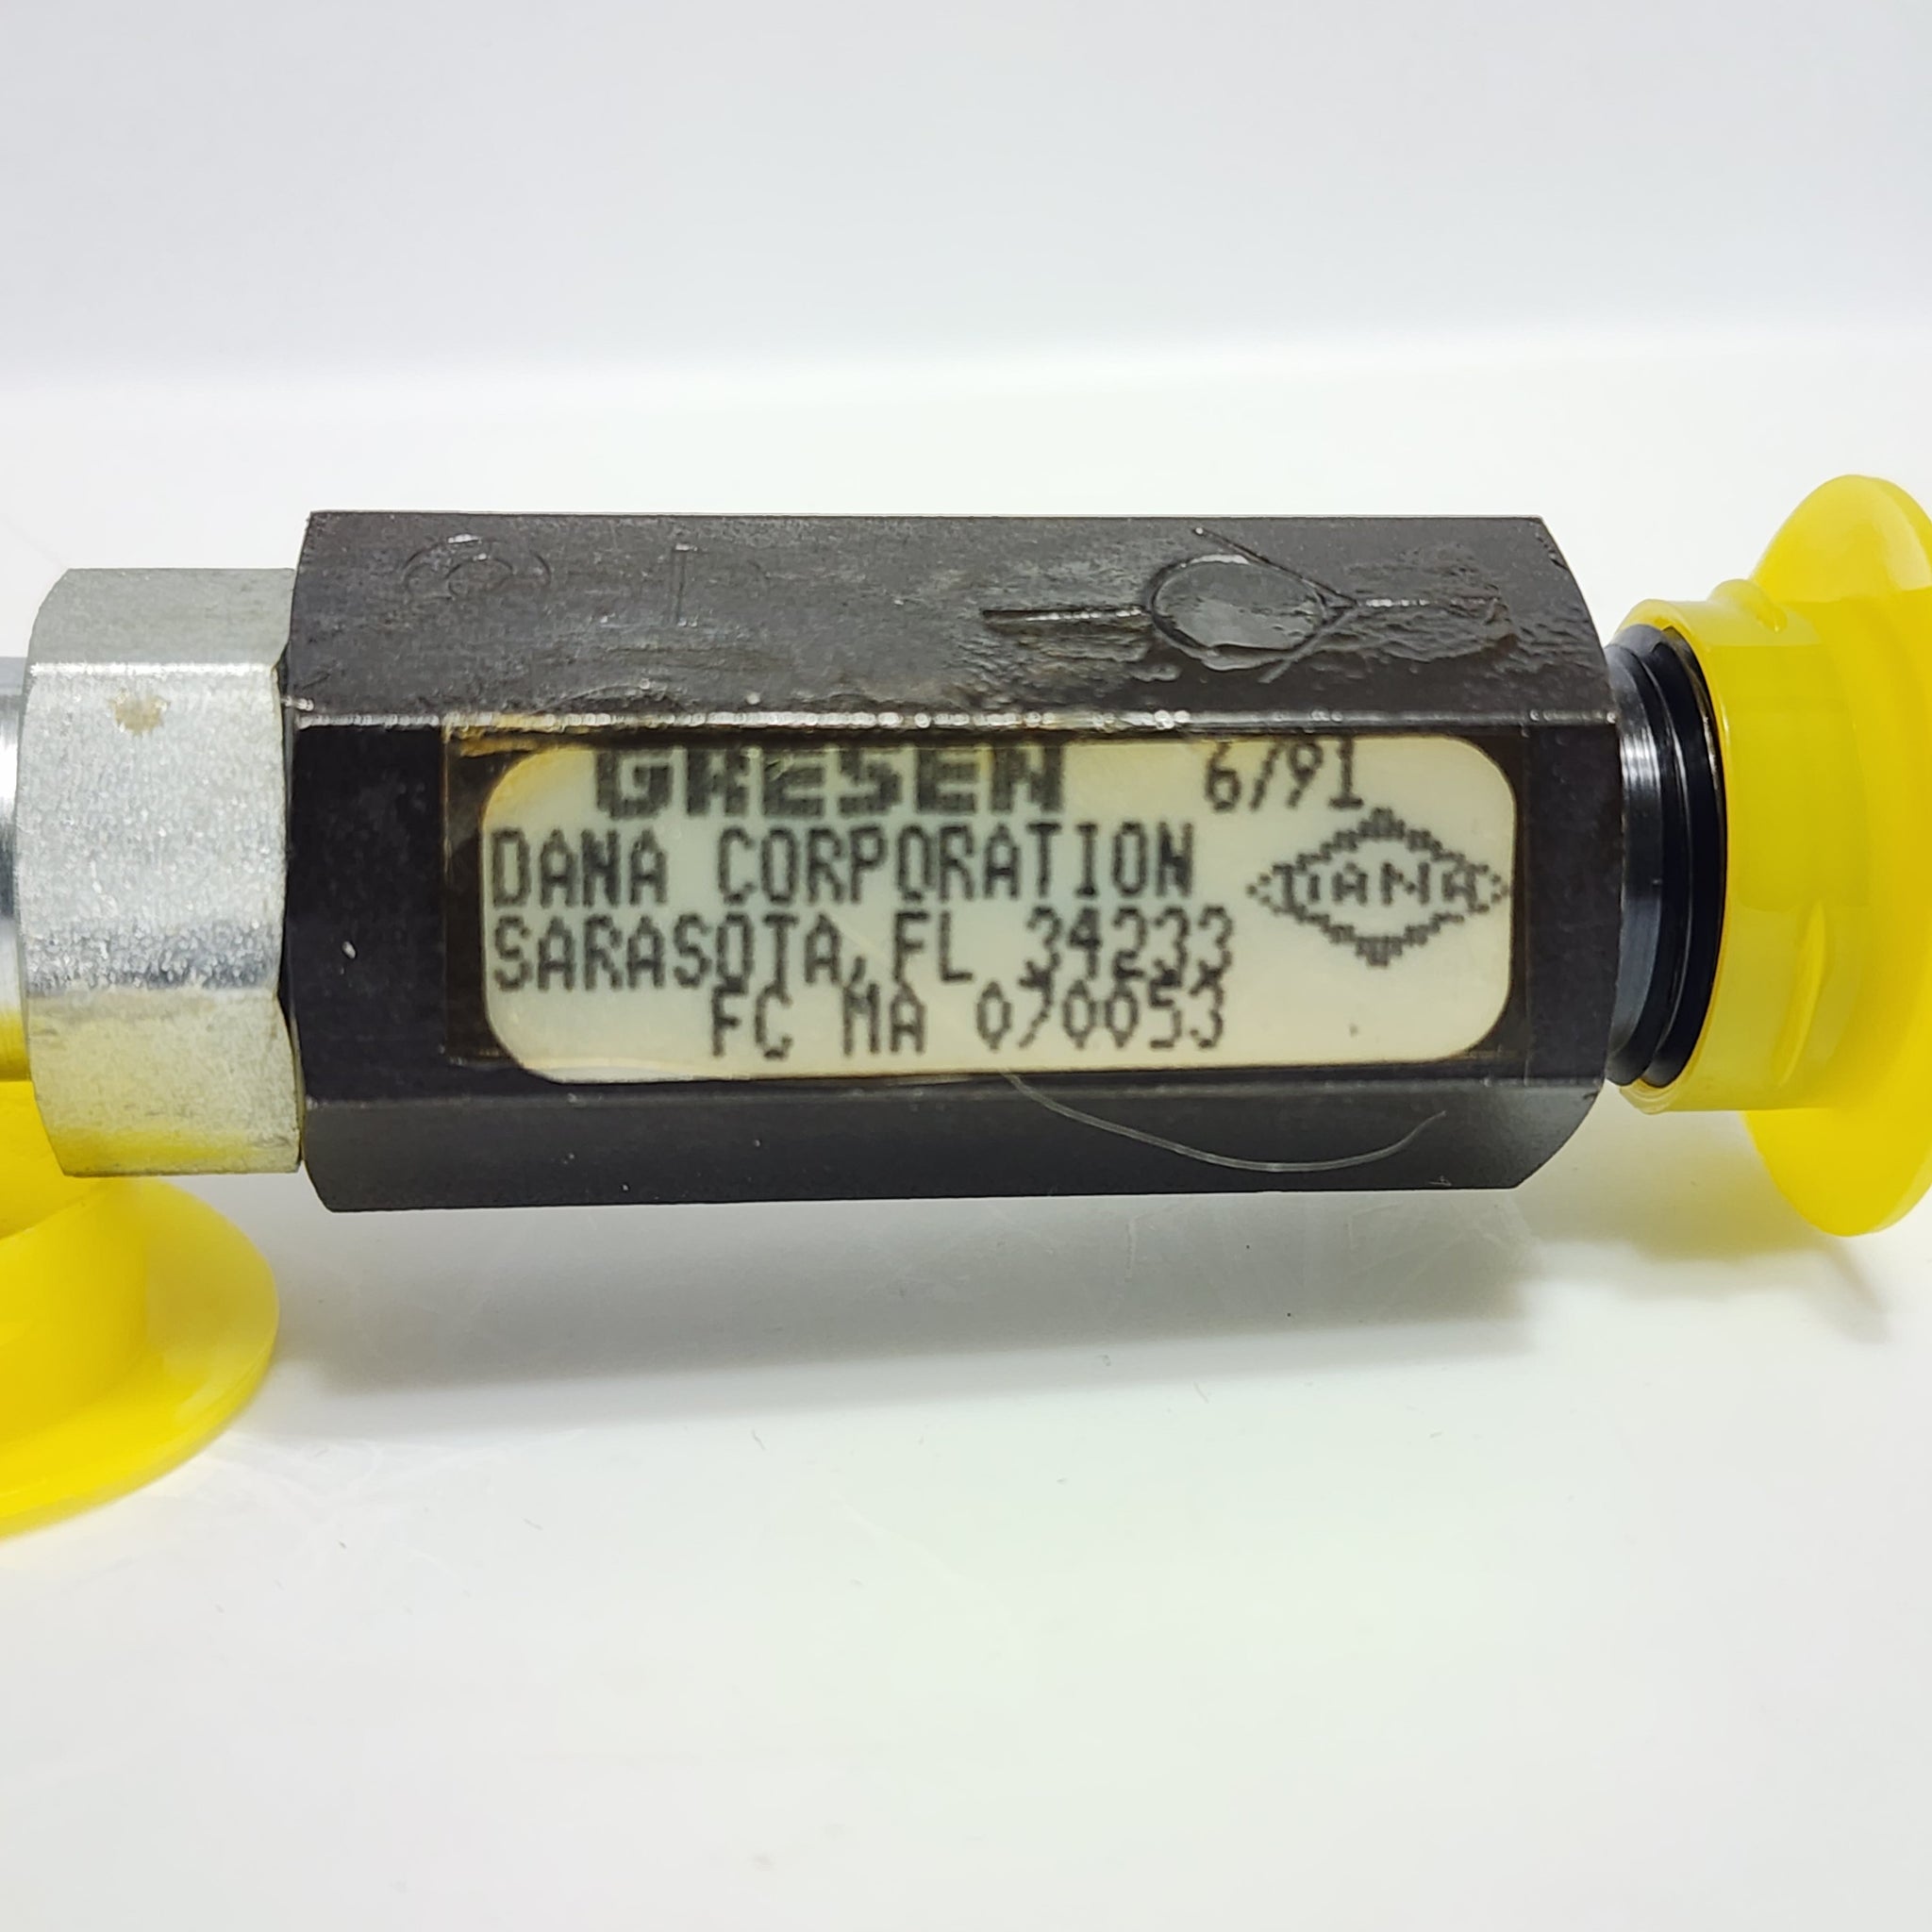 GRESEN 6/91
DANA CORPORATION
DANA
SARASOTA, FL 34233
FC MA 070053